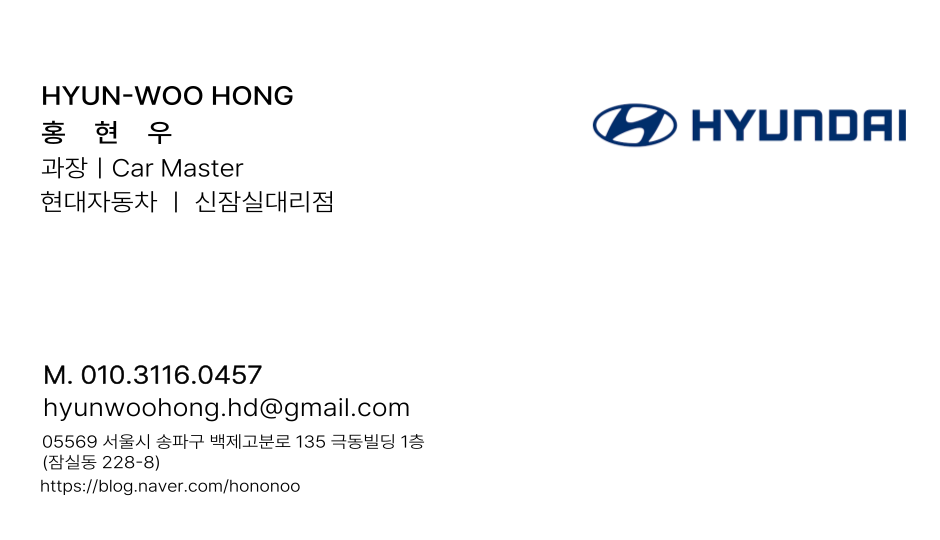 HYUN-WOO HONG
홍 현 우
과장 | Car Master
현대자동차 | 신잠실대리점
HYUNDAI
M. 010.3116.0457
hyunwoohong.hd@gmail.com
05569 서울시 송파구 백제고분로 135 극동빌딩 1층
(잠실동 228-8)
https://blog.naver.com/hononoo